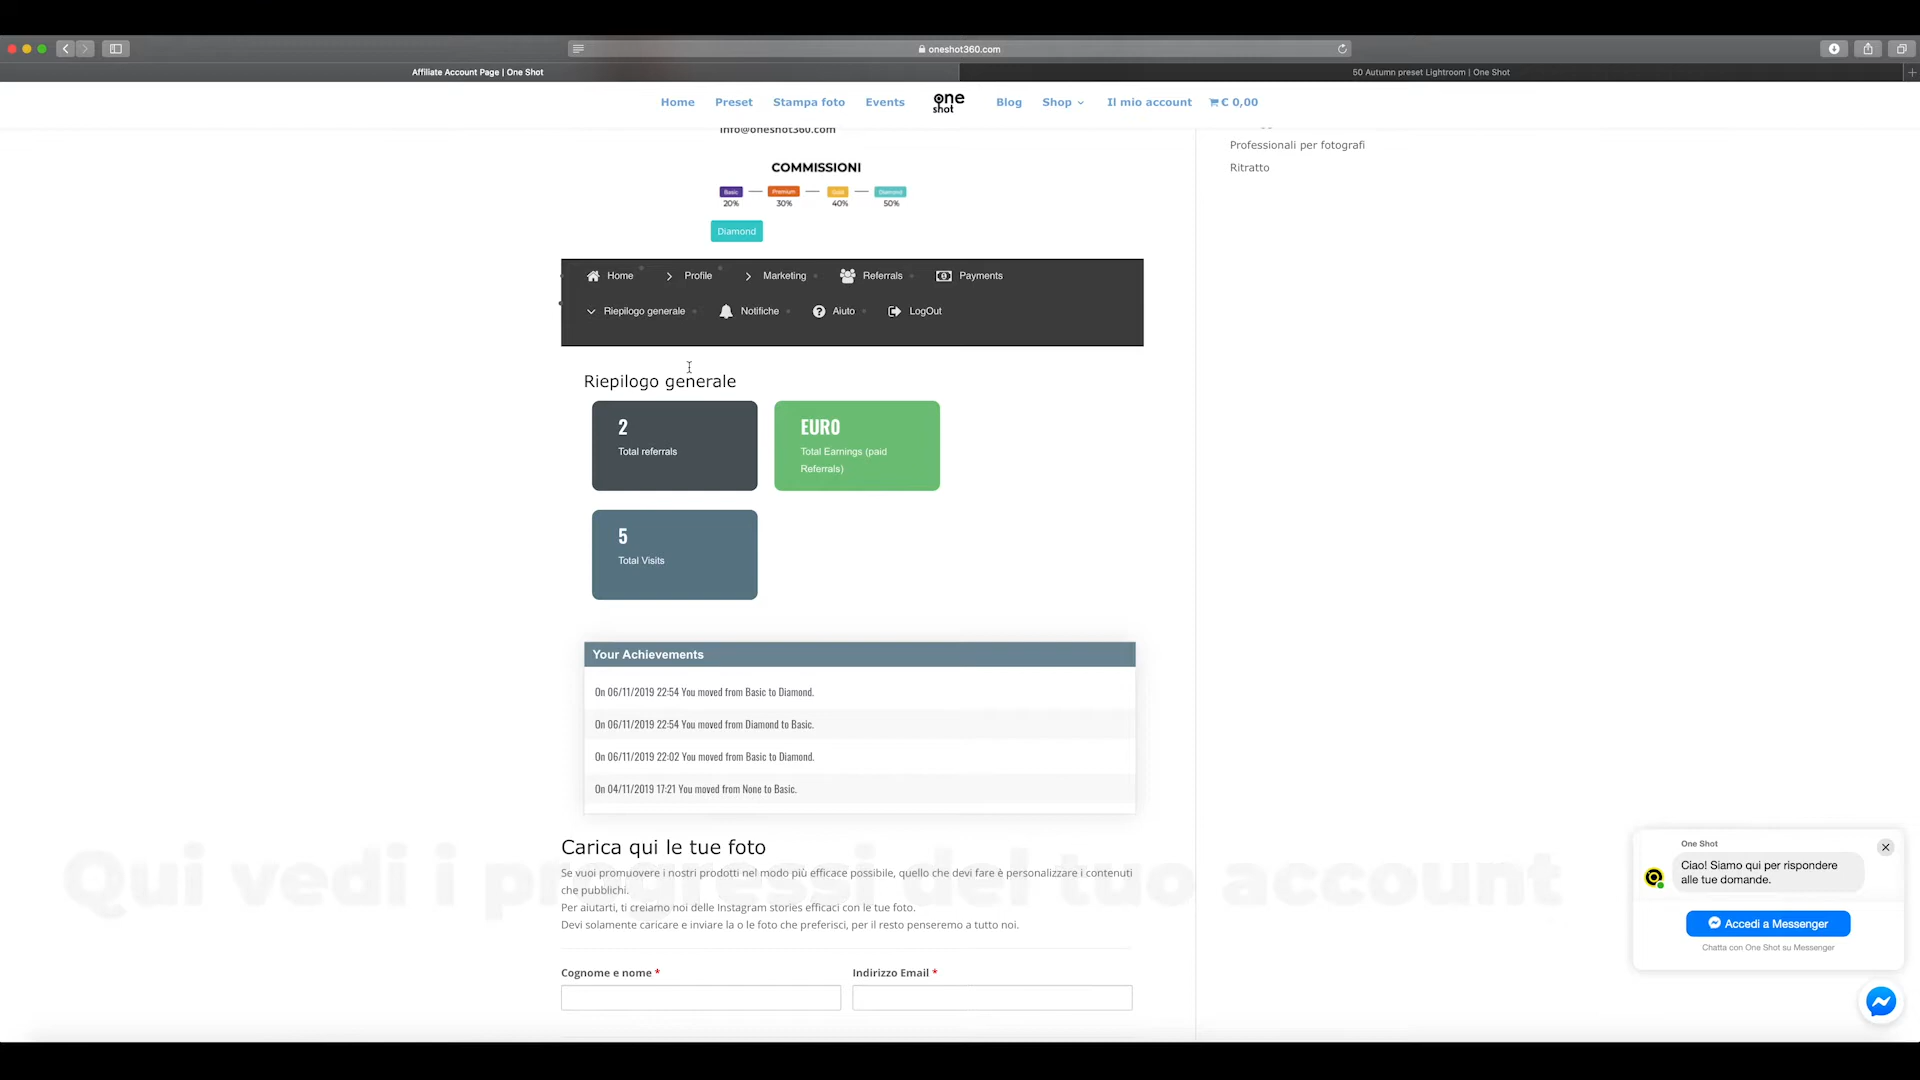 oneshot360.com
Affiliate Account Page | One Shot
50 Autumn preset Lightroom | One Shot
Home
Preset
Stampa foto
Events
one shot
Blog
Shop
Il mio account
€ 0,00
info@oneshot360.com
Professionali per fotografi
Ritratto
COMMISSIONI
Basic
Premium
Gold
Diamond
20%
30%
40%
50%
Diamond
Home
Profile
Marketing
Referrals
Payments
Riepilogo generale
Notifiche
Aiuto
LogOut
Riepilogo generale
2
Total referrals
EUR0
Total Earnings (paid
Referrals)
5
Total Visits
Your Achievements
On 06/11/2019 22:54 You moved from Basic to Diamond.
On 06/11/2019 22:54 You moved from Diamond to Basic.
On 06/11/2019 22:02 You moved from Basic to Diamond.
On 04/11/2019 17:21 You moved from None to Basic.
Carica qui le tue foto
Se vuoi promuovere i nostri prodotti nel modo più efficace possibile, quello che devi fare è personalizzare i contenuti
che pubblichi.
Per aiutarti, ti creiamo noi delle Instagram stories efficaci con le tue foto.
Devi solamente caricare e inviare la o le foto che preferisci, per il resto penseremo a tutto noi.
Qui vedi i progressi del tuo account
Cognome e nome *
Indirizzo Email *
One Shot
Ciao! Siamo qui per rispondere
alle tue domande.
Accedi a Messenger
Chatta con One Shot su Messenger